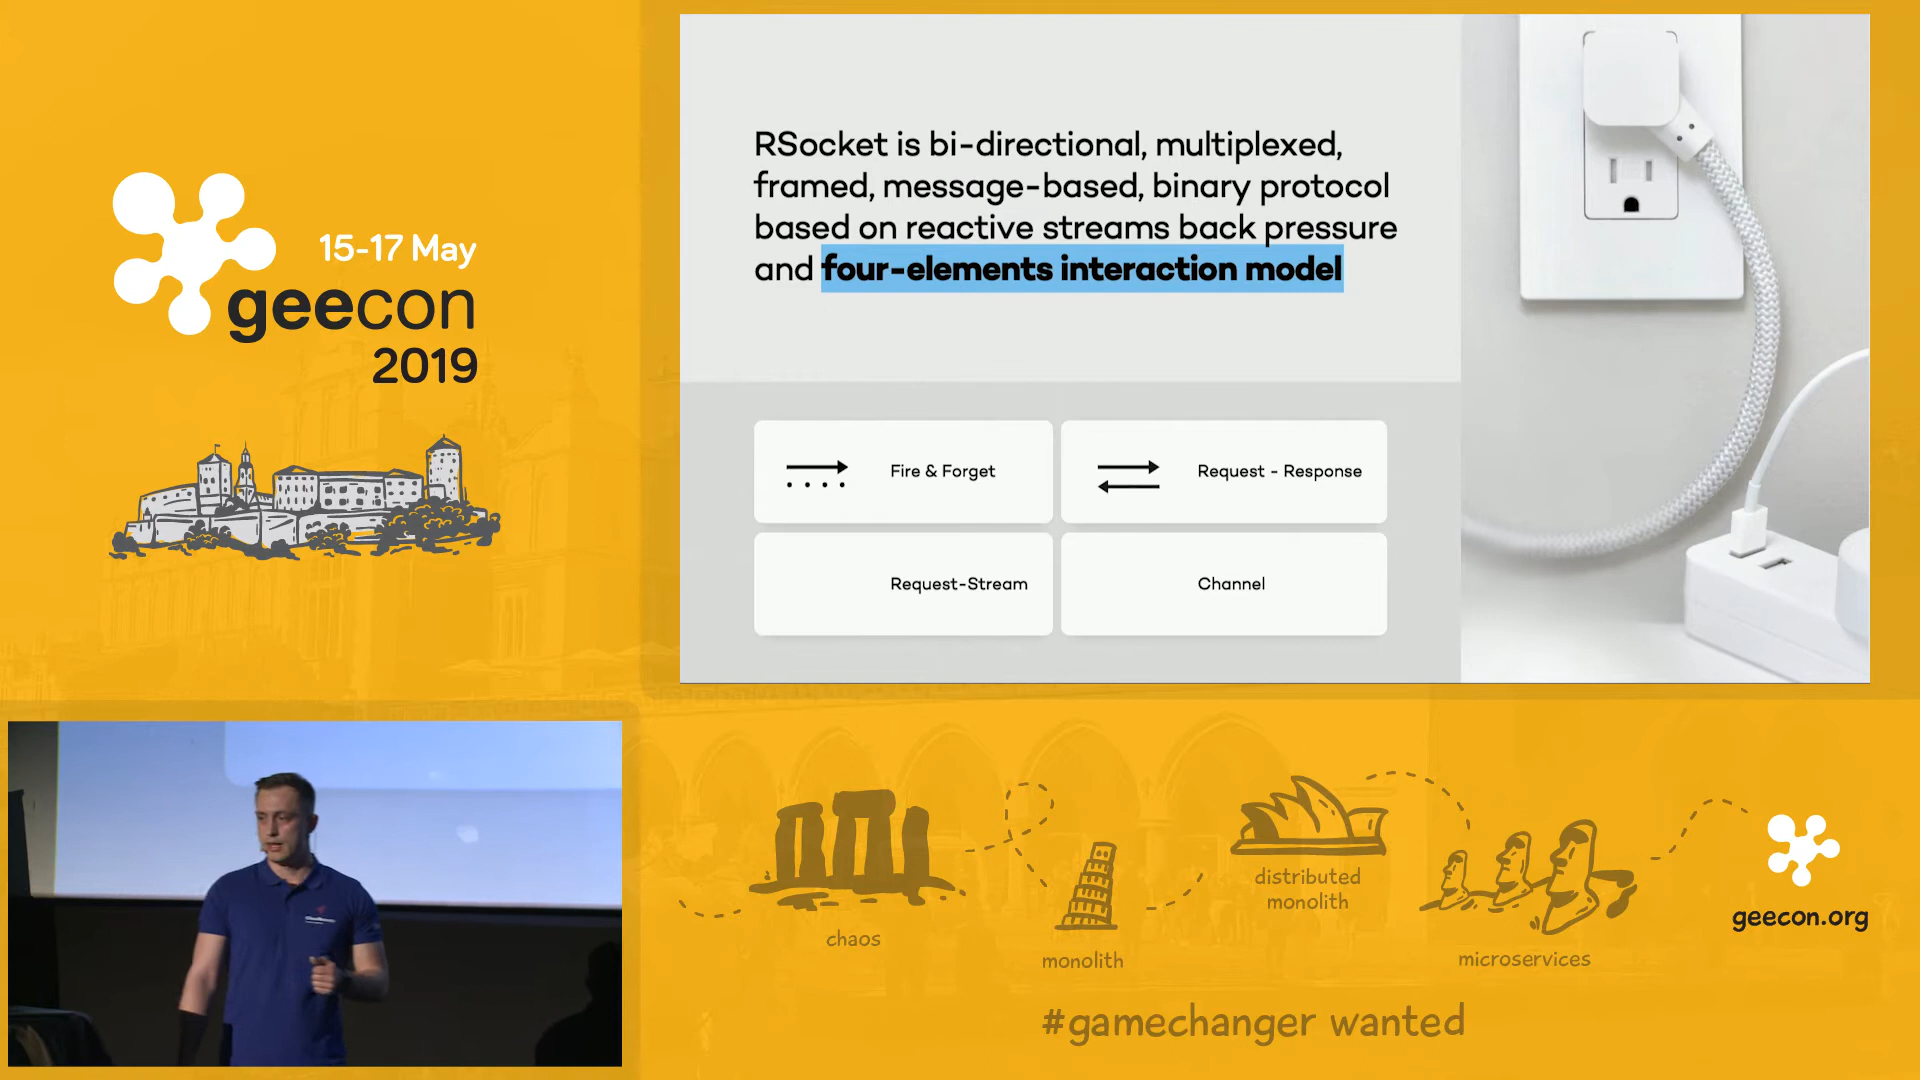 15-17 May
geecon
2019
RSocket is bi-directional, multiplexed,
framed, message-based, binary protocol
based on reactive streams back pressure
and four-elements interaction model
Fire & Forget
Request - Response
Request-Stream
Channel
chaos
monolith
distributed
monolith
microservices
geecon.org
#gamechanger wanted